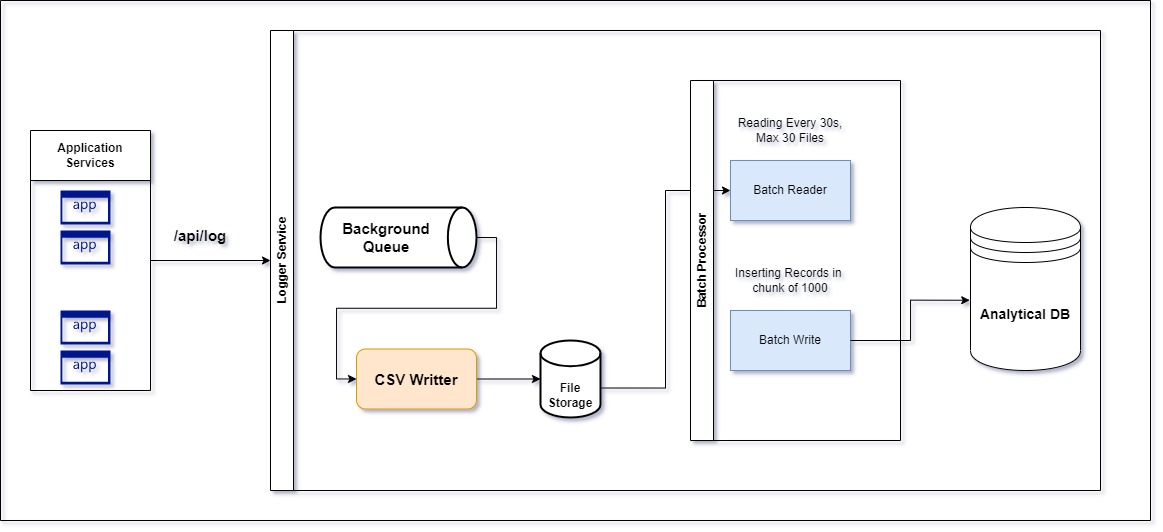 Application
Services
app
app
app
app
/api/log
Logger Service
Background
Queue
CSV Writter
File
Storage
Batch Processor
Reading Every 30s,
Max 30 Files
Batch Reader
Inserting Records in
chunk of 1000
Batch Write
Analytical DB